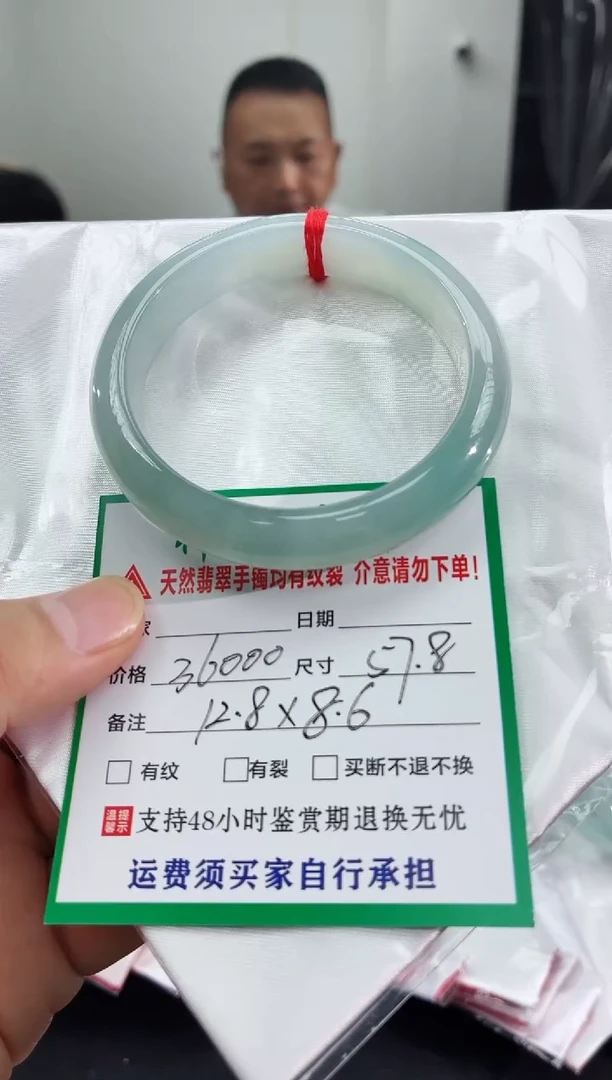 天然翡翠手镯均有纹裂 介意请勿下单!
家 日期
价格 36000 尺寸 57.8
备注 12.8×8.6
有纹 有裂 买断不退不换
温馨提示 支持48小时鉴赏期退换无忧
运费须买家自行承担